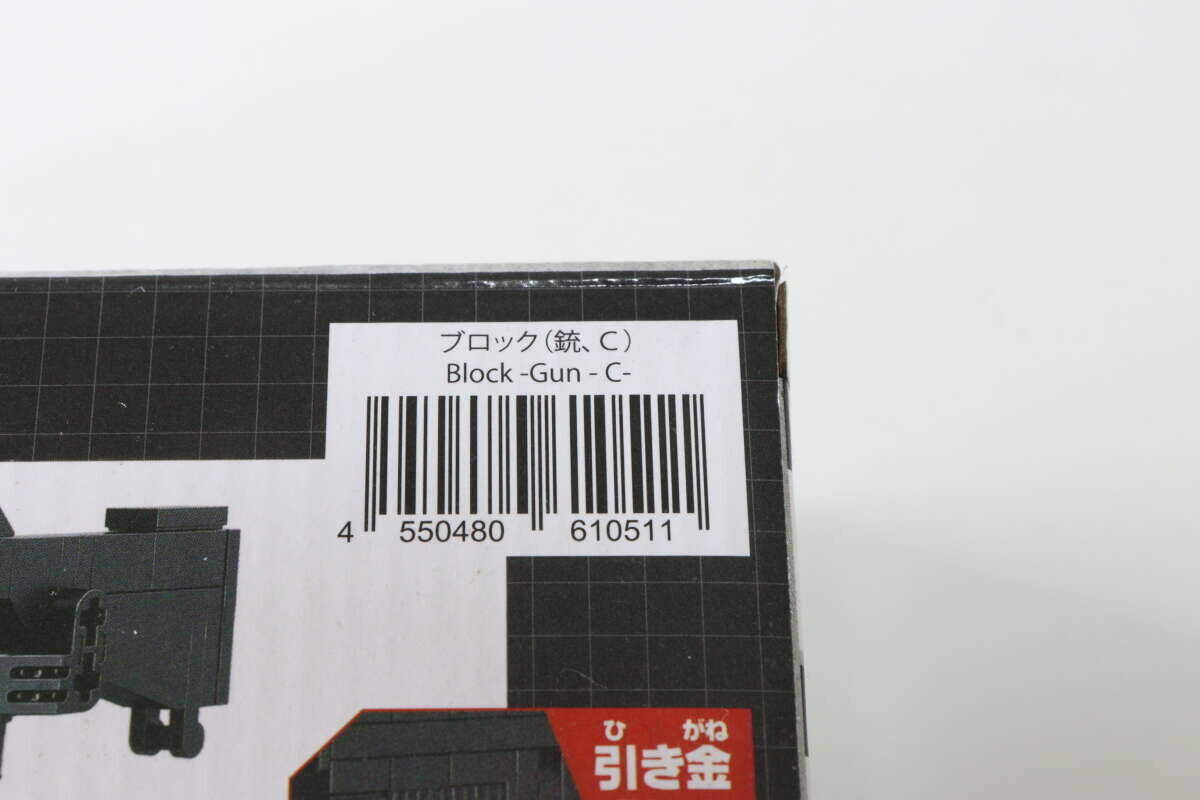 ブロック（銃、C）
Block -Gun - C-
4 550480 610511
ひ がね
引き金